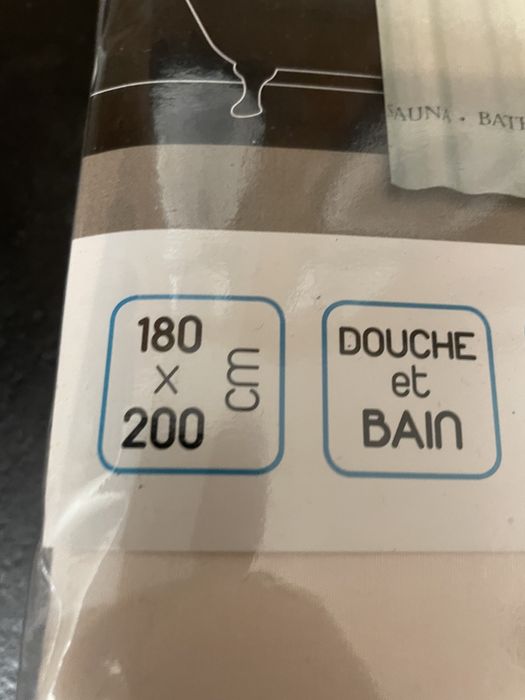 SAUNA · BATH
180
x
200
cm
DOUCHE
et
BAIN